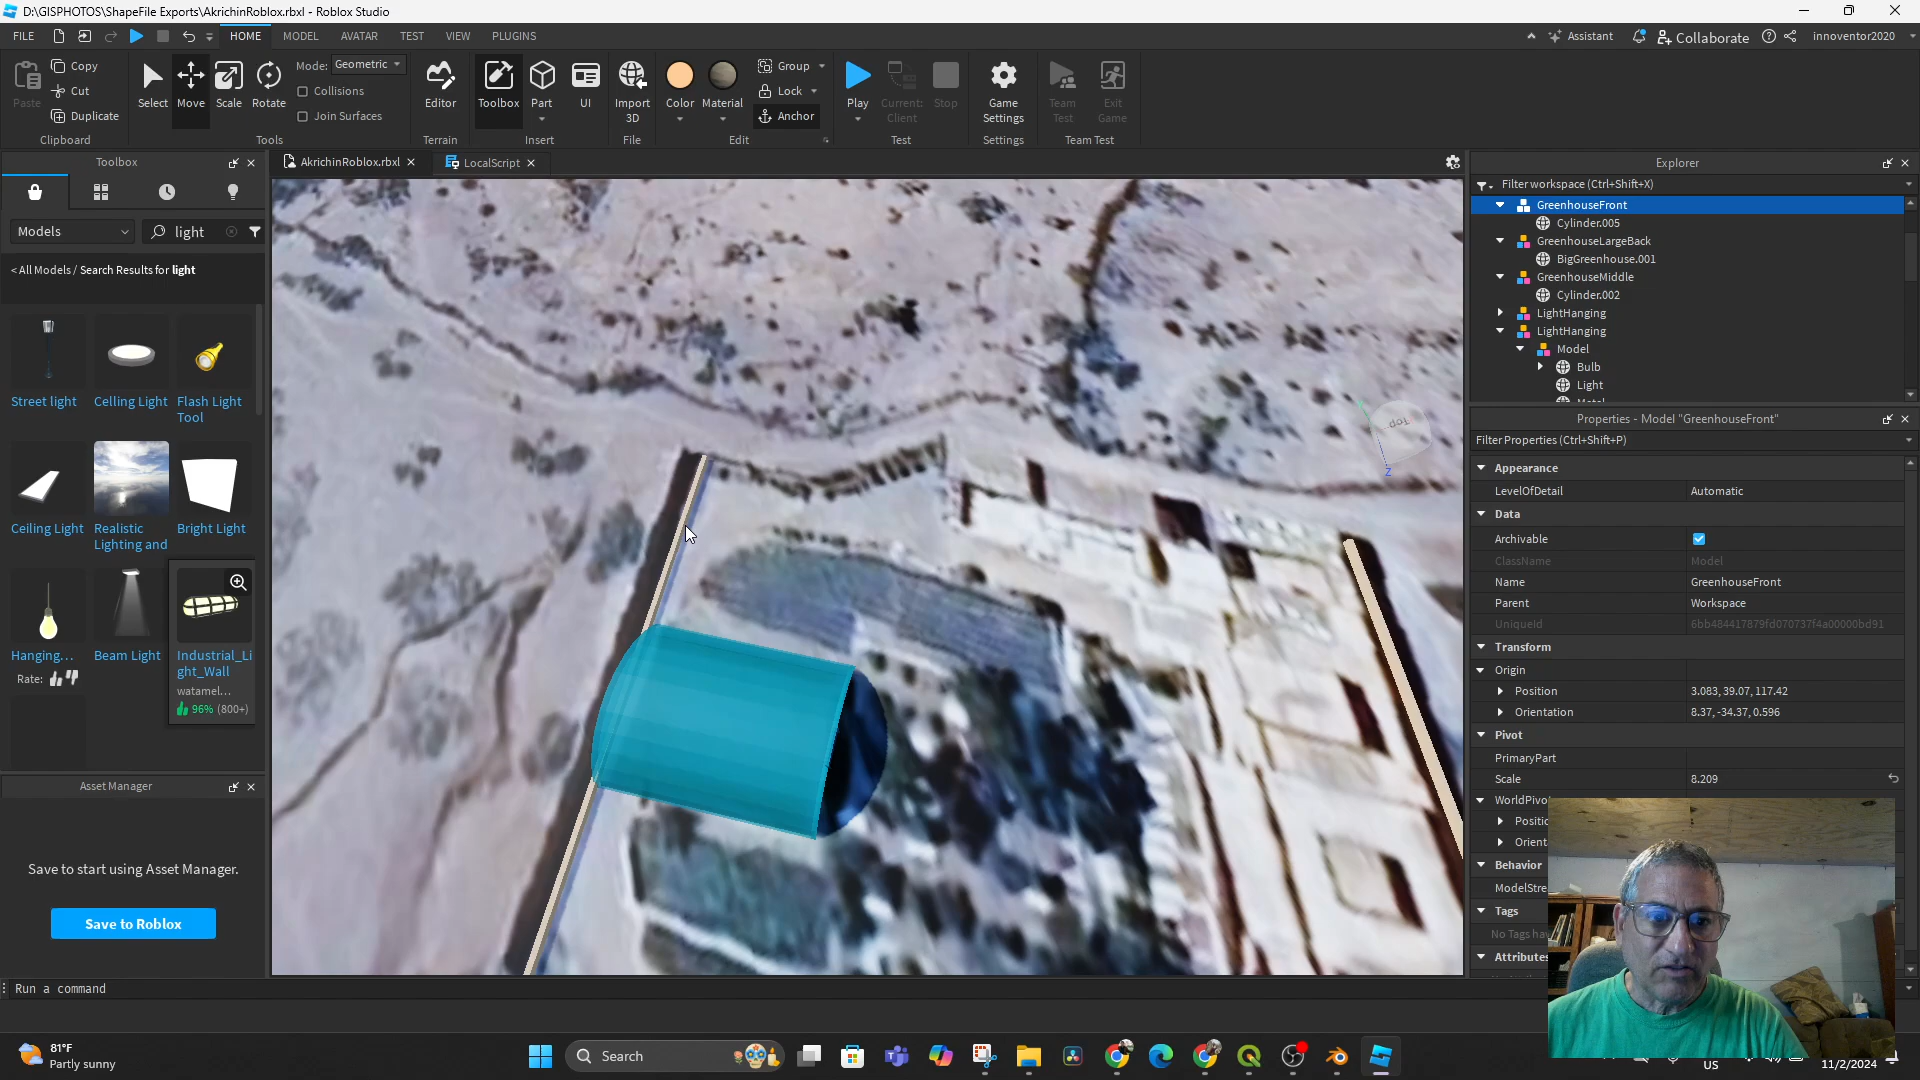 D:\GISPHOTOS\ShapeFile Exports\AkrichinRoblox.rbxl - Roblox Studio
FILE HOME MODEL AVATAR TEST VIEW PLUGINS Assistant Collaborate innoventor2020
Paste Copy Cut Duplicate Clipboard
Select Move Scale Rotate Mode: Geometric Collisions Join Surfaces Tools
Editor Terrain
Toolbox Part UI Insert
Import 3D File
Color Material Group Lock Anchor Edit
Play Current: Client Stop Test
Game Settings Settings
Team Test Exit Game Team Test
Toolbox
AkrichinRoblox.rbxl LocalScript
Models light
< All Models / Search Results for light
Street light Celling Light Flash Light Tool
Ceiling Light Realistic Lighting and Bright Light
Hanging... Beam Light Industrial_Light_Wall
Rate: watamel...
96% (800+)
Asset Manager
Save to start using Asset Manager.
Save to Roblox
Top
Z
Explorer
Filter workspace (Ctrl+Shift+X)
GreenhouseFront
Cylinder.005
GreenhouseLargeBack
BigGreenhouse.001
GreenhouseMiddle
Cylinder.002
LightHanging
LightHanging
Model
Bulb
Light
Properties - Model "GreenhouseFront"
Filter Properties (Ctrl+Shift+P)
Appearance
LevelOfDetail Automatic
Data
Archivable
ClassName Model
Name GreenhouseFront
Parent Workspace
UniqueId 6bb484417879fd070737f4a00000bd91
Transform
Origin
Position 3.083, 39.07, 117.42
Orientation 8.37, -34.37, 0.596
Pivot
PrimaryPart
Scale 8.209
WorldPivo
Positio
Orient
Behavior
ModelStre
Tags
No Tags ha
Attributes
Run a command
81°F
Partly sunny
Search
US
11/2/2024